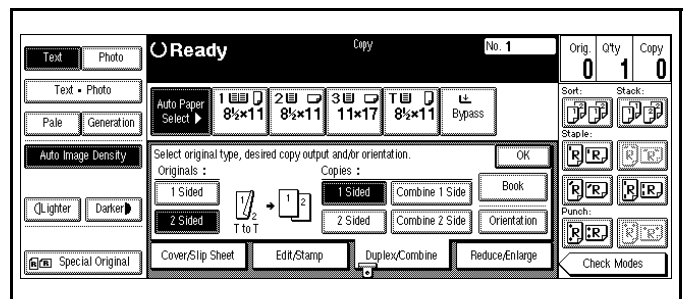 Text Photo
Text • Photo
Pale Generation
Auto Image Density
Lighter Darker
Special Original
Ready
Copy
No. 1
Auto Paper Select ▶
1 8½×11
2 8½×11
3 11×17
T 8½×11
Bypass
Select original type, desired copy output and/or orientation.
OK
Originals :
Copies :
1 Sided
2 Sided
1 2
T to T
1 2
1 Sided Combine 1 Side
2 Sided Combine 2 Side
Book
Orientation
Cover/Slip Sheet Edit/Stamp Duplex/Combine Reduce/Enlarge
Orig. Q'ty Copy
0 1 0
Sort: Stack:
Staple:
R R R R
R R R R
Punch:
R R R R
Check Modes